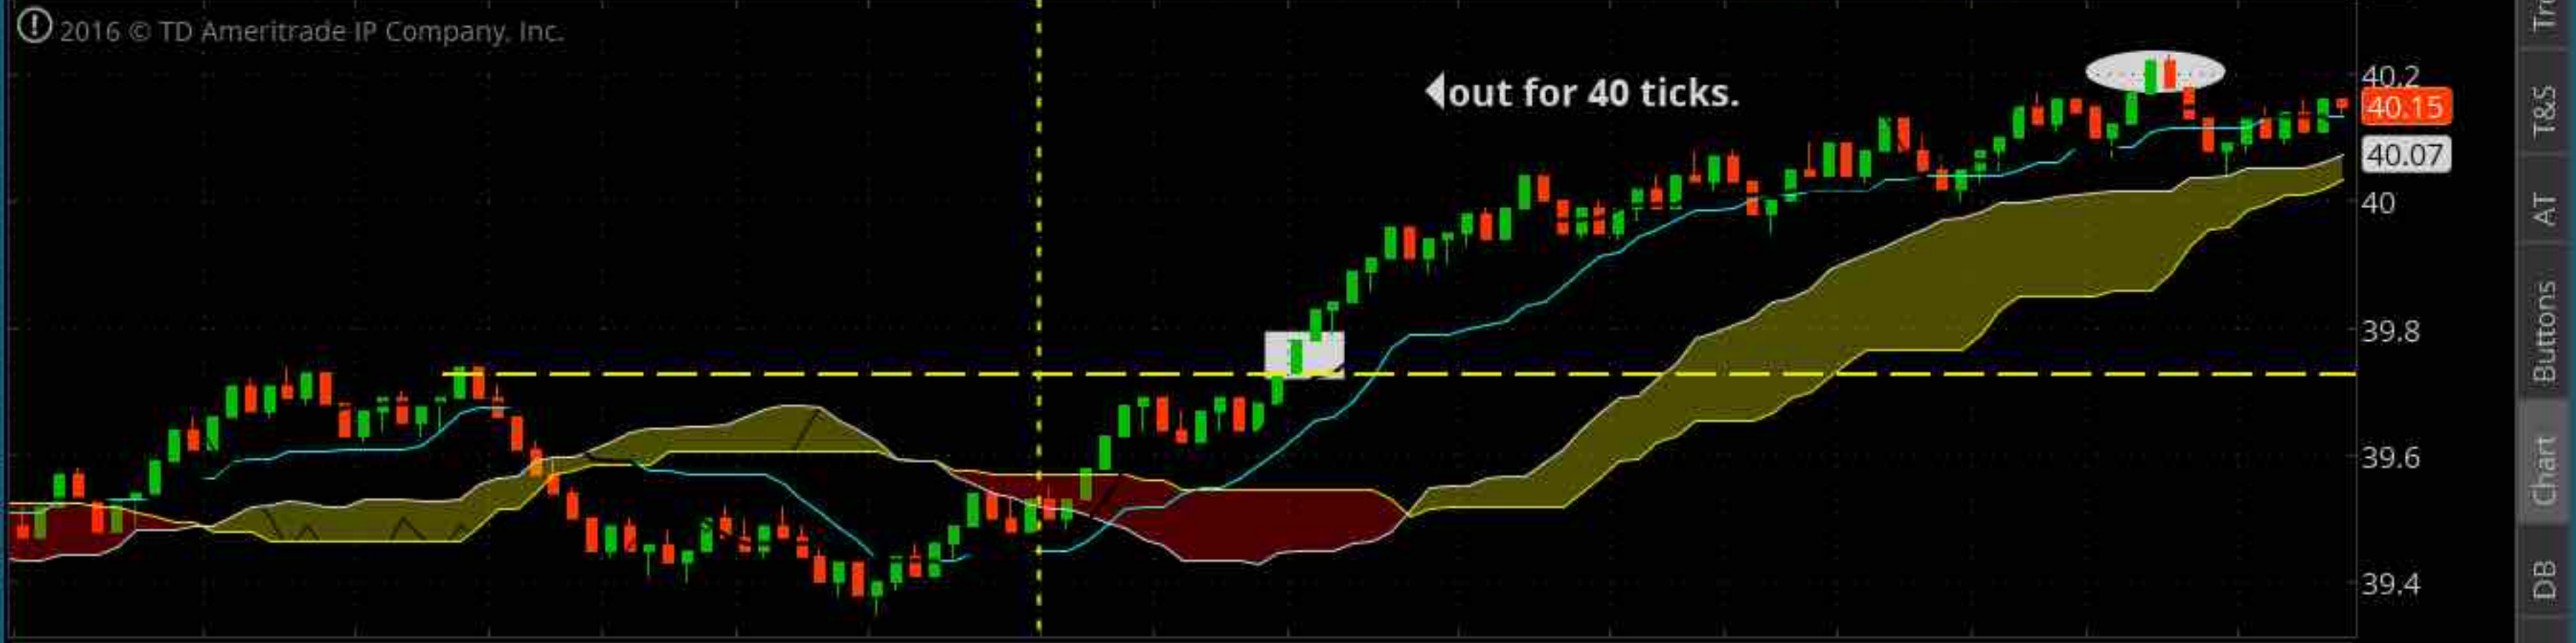 2016 © TD Ameritrade IP Company, Inc.
out for 40 ticks.
40.2
40.15
40.07
40
39.8
39.6
39.4
T&S
AT
Buttons
Chart
DB